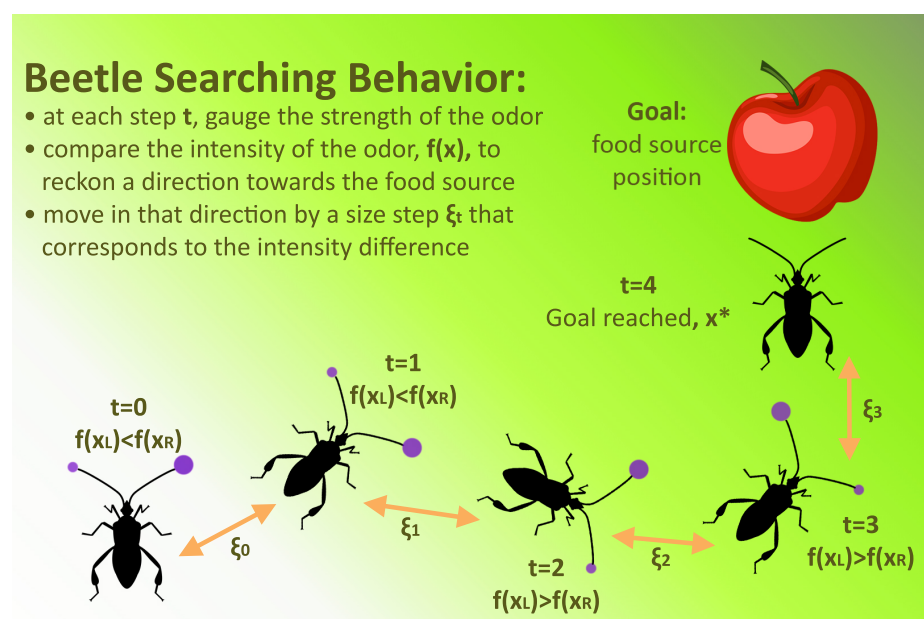 Beetle Searching Behavior:
• at each step t, gauge the strength of the odor
• compare the intensity of the odor, f(x), to
reckon a direction towards the food source
• move in that direction by a size step ξt that
corresponds to the intensity difference
Goal:
food source
position
t=4
Goal reached, x*
t=1
f(xL)<f(xR)
t=0
f(xL)<f(xR)
ξ3
ξ0
ξ1
ξ2
t=2
f(xL)>f(xR)
t=3
f(xL)>f(xR)